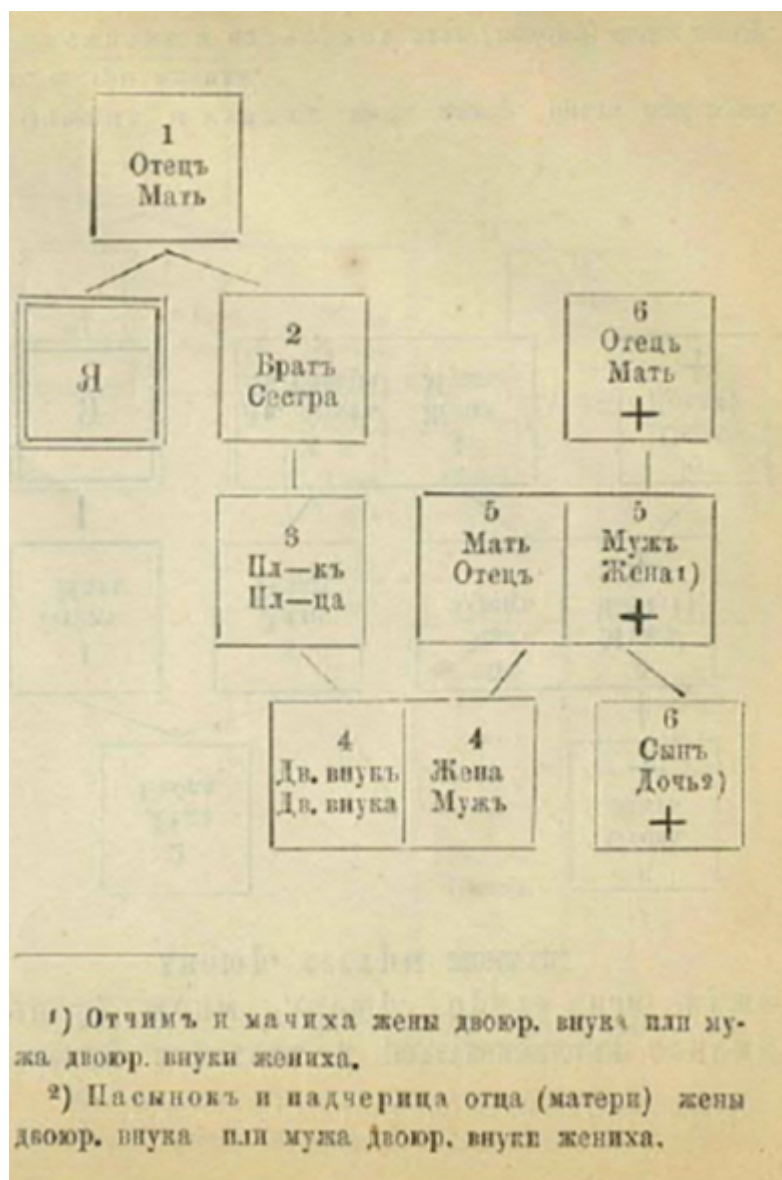 1
Отецъ
Мать
Я
2
Братъ
Сестра
6
Отецъ
Мать
+
3
Пл—къ
Пл—ца
5
Мать
Отецъ
5
Мужъ
Жена¹)
+
4
Дв. внукъ
Дв. внука
4
Жена
Мужъ
6
Сынъ
Дочь²)
+
¹) Отчимъ и мачиха жены двоюр. внука или му-
жа двоюр. внуки жениха.
²) Пасынокъ и падчерица отца (матери) жены
двоюр. внука или мужа двоюр. внуки жениха.